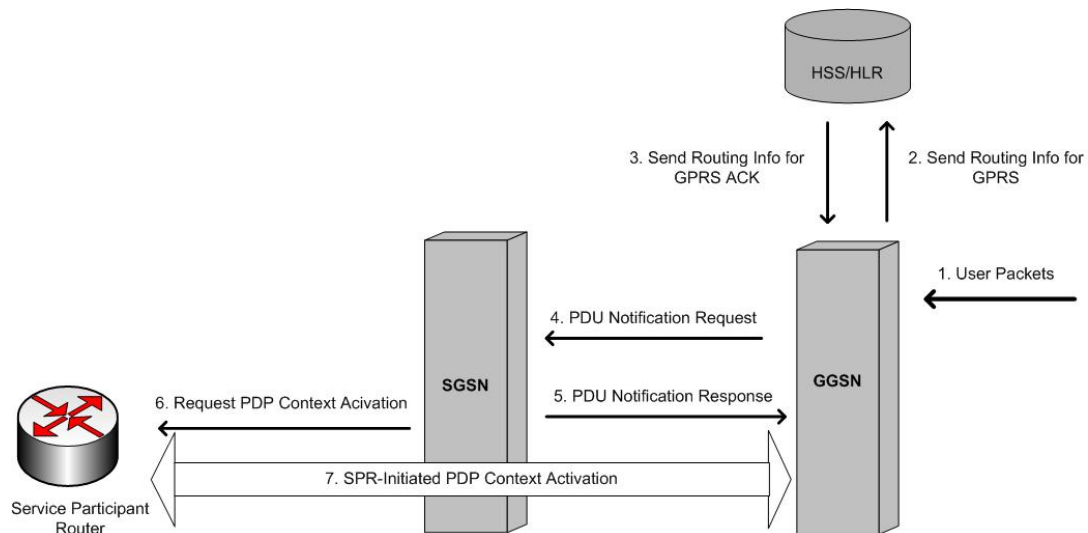 HSS/HLR
3. Send Routing Info for
GPRS ACK
2. Send Routing Info for
GPRS
1. User Packets
4. PDU Notification Request
SGSN
GGSN
5. PDU Notification Response
6. Request PDP Context Acivation
7. SPR-Initiated PDP Context Activation
Service Participant
Router